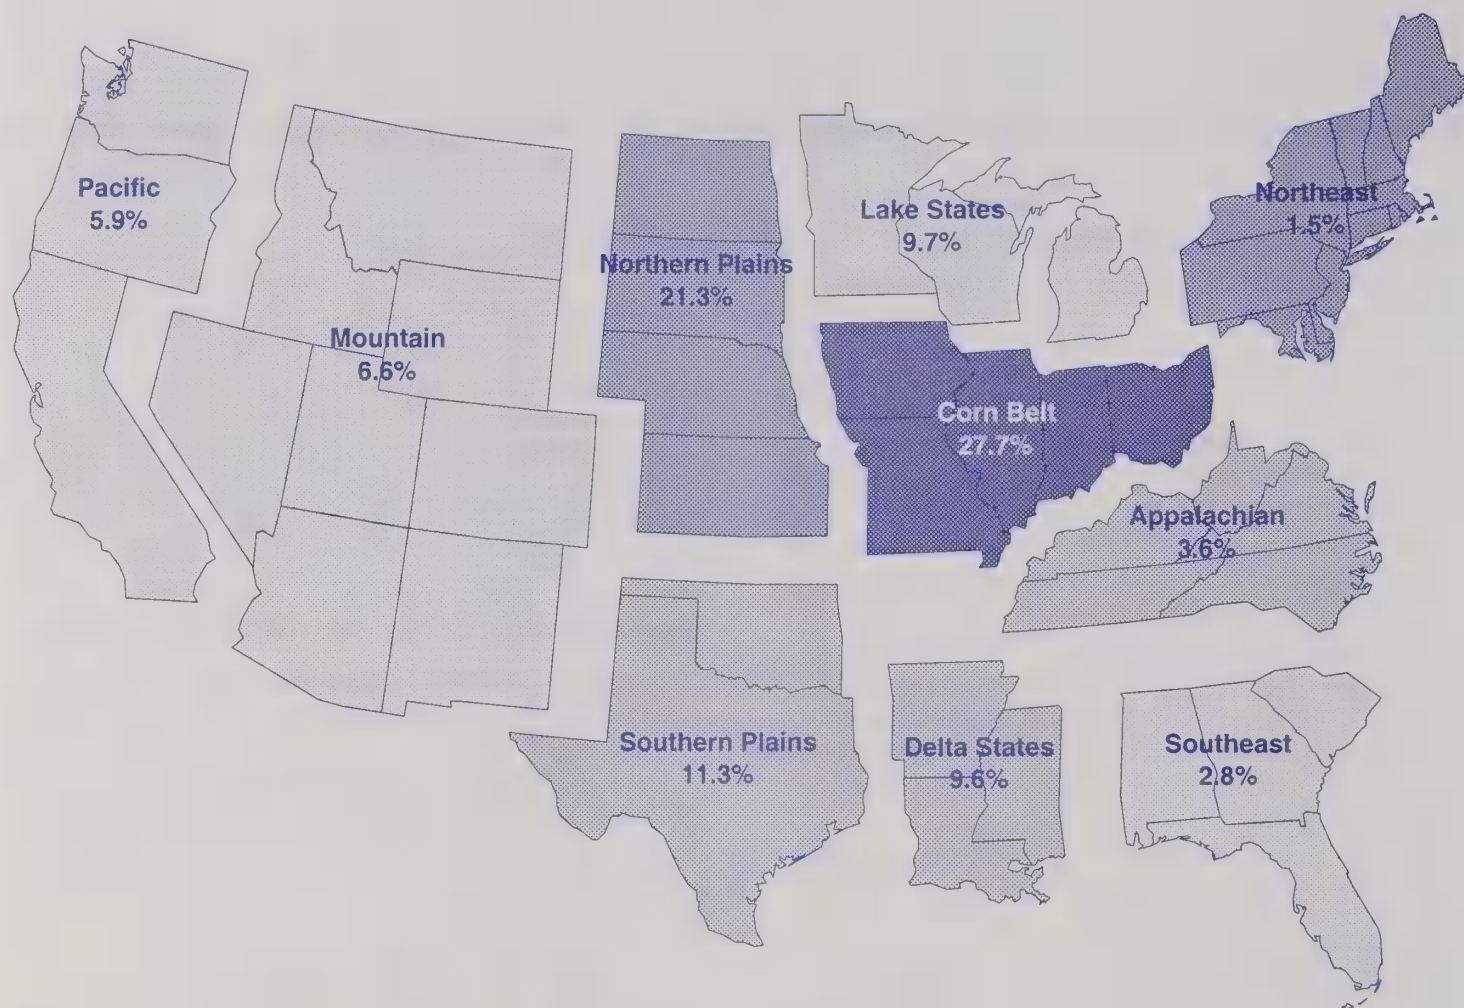 Pacific
5.9%
Mountain
6.6%
Northern Plains
21.3%
Lake States
9.7%
Northeast
1.5%
Corn Belt
27.7%
Appalachian
3.6%
Southern Plains
11.3%
Delta States
9.6%
Southeast
2.8%